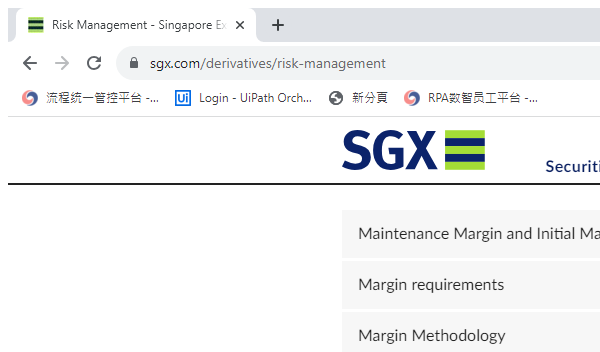 Risk Management - Singapore Ex
sgx.com/derivatives/risk-management
流程统一管控平台 -... Ui Login - UiPath Orch... 新分頁 RPA数智员工平台 -...
SGX
Securiti
Maintenance Margin and Initial Ma
Margin requirements
Margin Methodology